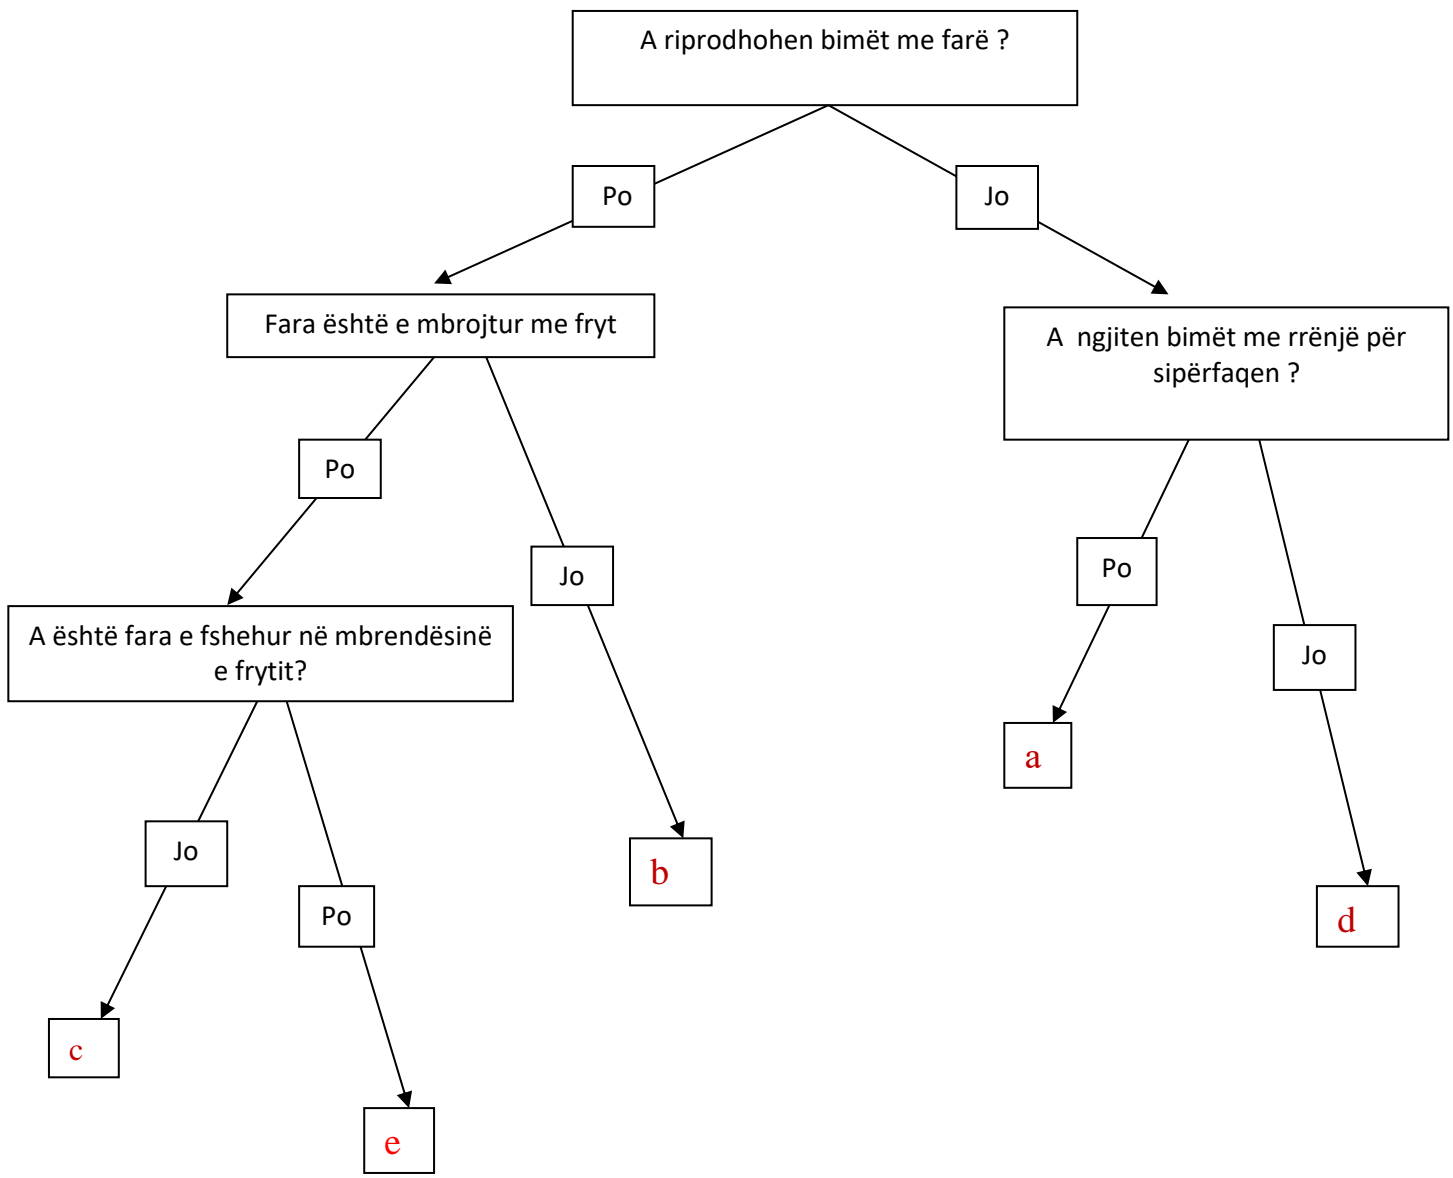 A riprodhohen bimët me farë ?
Po
Jo
Fara është e mbrojtur me fryt
A  ngjiten bimët me rrënjë për
sipërfaqen ?
Po
Jo
Po
Jo
A është fara e fshehur në mbrendësinë
e frytit?
a
Jo
b
Po
d
c
e